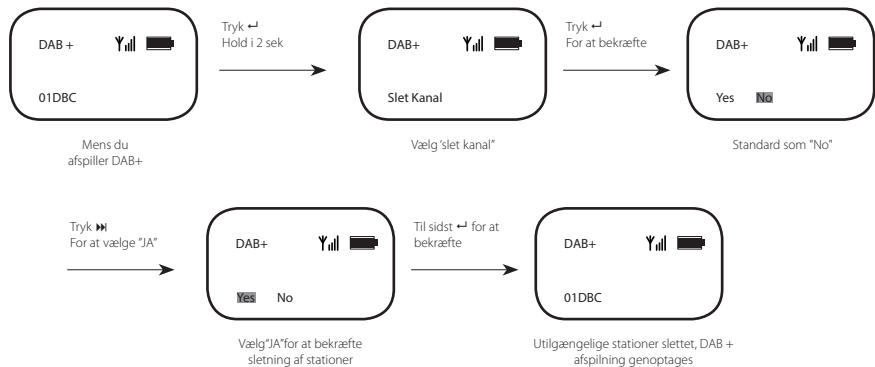 DAB +
01DBC
Mens du
afspiller DAB+
Tryk ↵
Hold i 2 sek
DAB+
Slet Kanal
Vælg ‘slet kanal”
Tryk ↵
For at bekræfte
DAB+
Yes No
Standard som "No"
Tryk ⏭
For at vælge “JA”
DAB+
Yes No
Vælg“JA”for at bekræfte
sletning af stationer
Til sidst ↵ for at
bekræfte
DAB+
01DBC
Utilgængelige stationer slettet, DAB +
afspilning genoptages